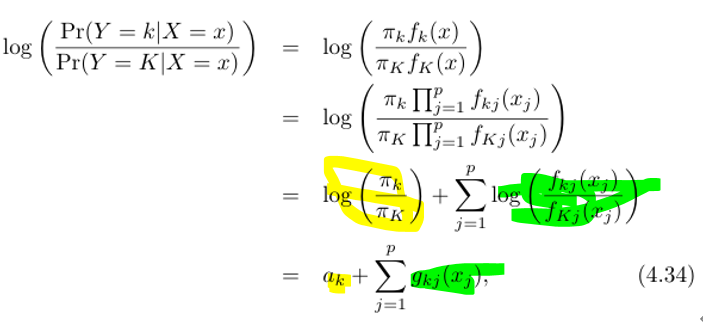 log ( Pr(Y = k|X = x) / Pr(Y = K|X = x) ) = log ( π_k f_k(x) / π_K f_K(x) )
= log ( π_k ∏_{j=1}^p f_{kj}(x_j) / π_K ∏_{j=1}^p f_{Kj}(x_j) )
= log ( π_k / π_K ) + ∑_{j=1}^p log ( f_{kj}(x_j) / f_{Kj}(x_j) )
= a_k + ∑_{j=1}^p g_{kj}(x_j), (4.34)